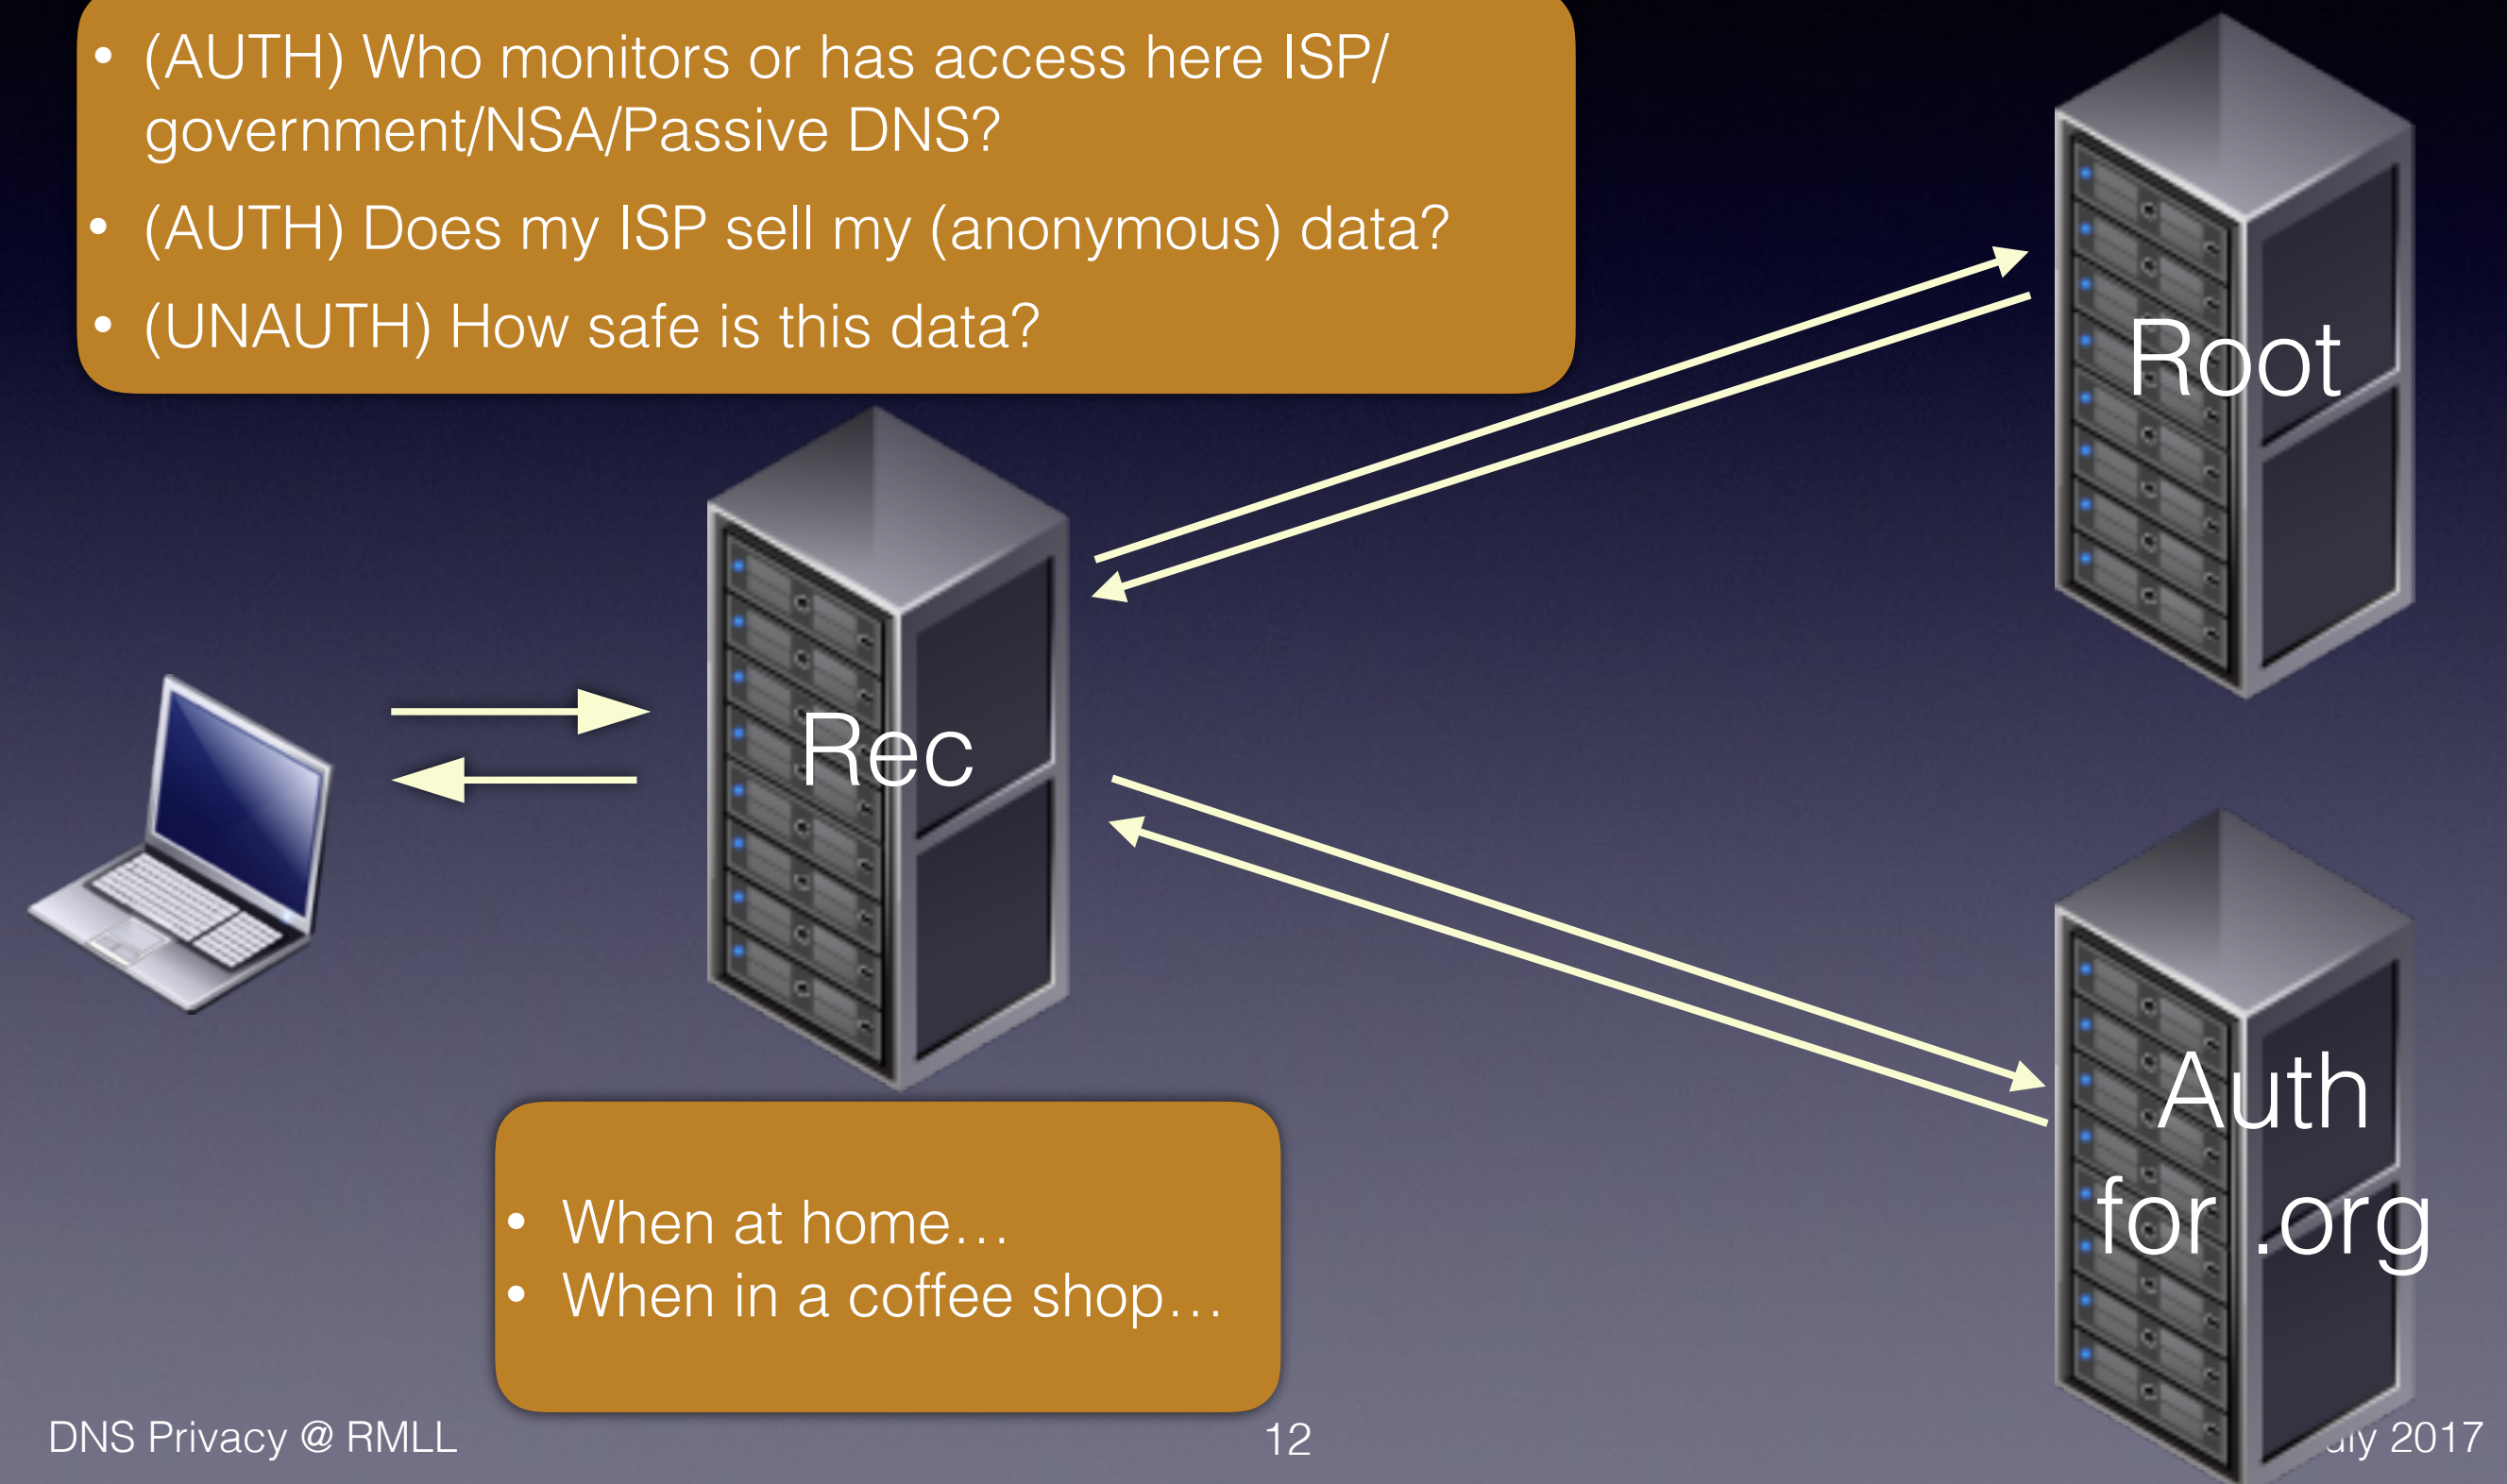 • (AUTH) Who monitors or has access here ISP/
government/NSA/Passive DNS?
• (AUTH) Does my ISP sell my (anonymous) data?
• (UNAUTH) How safe is this data?
Root
Rec
Auth
for .org
• When at home…
• When in a coffee shop…
DNS Privacy @ RMLL
12
2017